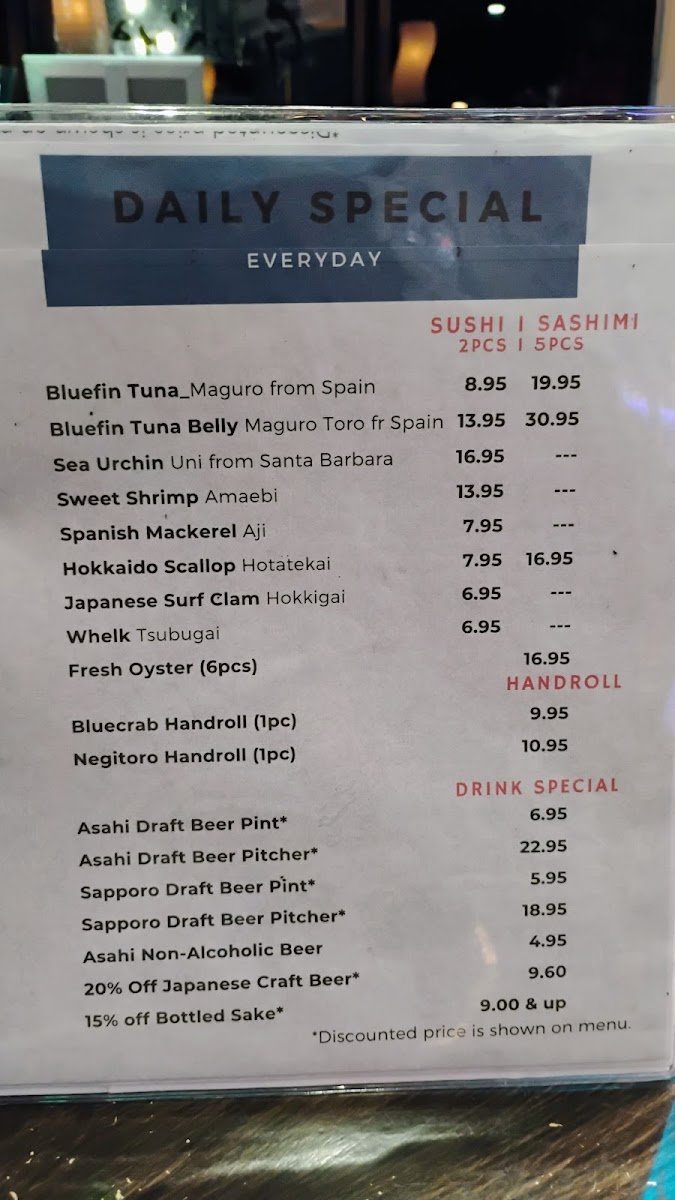 *Discounted price is shown on
DAILY SPECIAL
EVERYDAY
SUSHI I SASHIMI
2PCS I 5PCS
Bluefin Tuna_Maguro from Spain 8.95 19.95
Bluefin Tuna Belly Maguro Toro fr Spain 13.95 30.95
Sea Urchin Uni from Santa Barbara 16.95 ---
Sweet Shrimp Amaebi 13.95 ---
Spanish Mackerel Aji 7.95 ---
Hokkaido Scallop Hotatekai 7.95 16.95
Japanese Surf Clam Hokkigai 6.95 ---
Whelk Tsubugai 6.95 ---
Fresh Oyster (6pcs) 16.95
HANDROLL
Bluecrab Handroll (1pc) 9.95
Negitoro Handroll (1pc) 10.95
DRINK SPECIAL
Asahi Draft Beer Pint* 6.95
Asahi Draft Beer Pitcher* 22.95
Sapporo Draft Beer Pint* 5.95
Sapporo Draft Beer Pitcher* 18.95
Asahi Non-Alcoholic Beer 4.95
20% Off Japanese Craft Beer* 9.60
15% off Bottled Sake* 9.00 & up
*Discounted price is shown on menu.